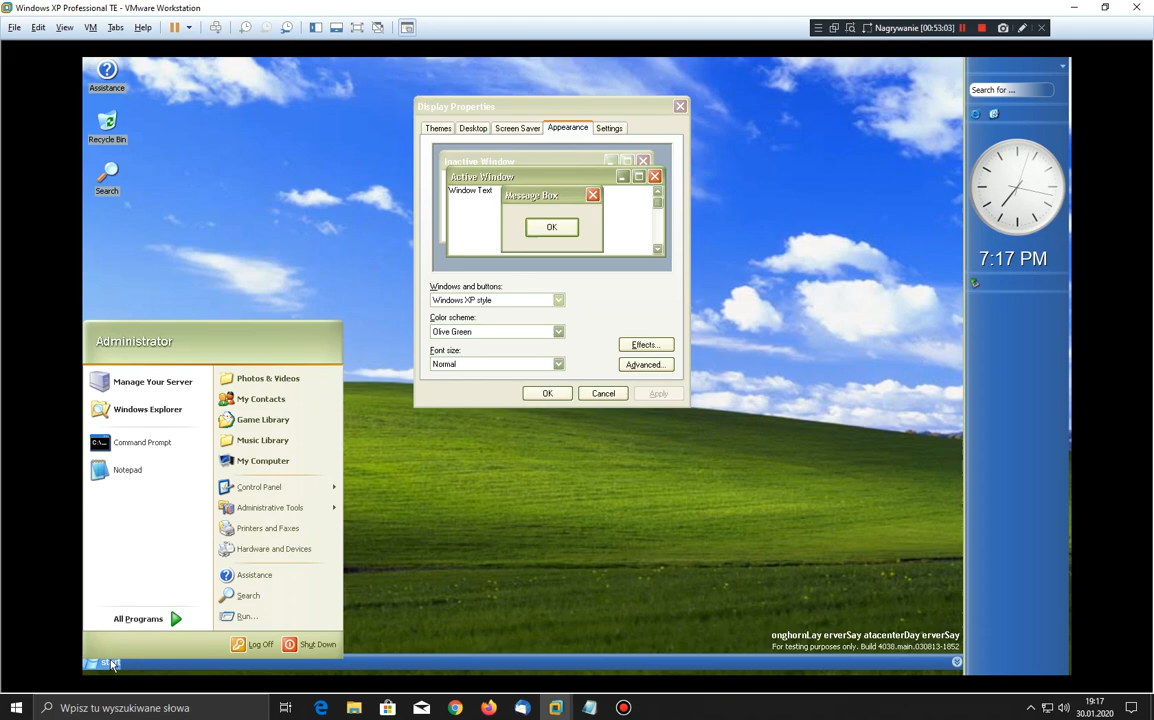 Windows XP Professional TE - VMware Workstation
File Edit View VM Tabs Help
Nagrywanie [00:53:03]
Assistance
Recycle Bin
Search
Display Properties
Themes Desktop Screen Saver Appearance Settings
Inactive Window
Active Window
Window Text
Message Box
OK
Windows and buttons:
Windows XP style
Color scheme:
Olive Green
Font size:
Normal
Effects...
Advanced...
OK Cancel Apply
Search for ...
7:17 PM
Administrator
Manage Your Server
Windows Explorer
Command Prompt
Notepad
All Programs
Photos & Videos
My Contacts
Game Library
Music Library
My Computer
Control Panel
Administrative Tools
Printers and Faxes
Hardware and Devices
Assistance
Search
Run...
Log Off Shut Down
start
onghornLay erverSay atacenterDay erverSay
For testing purposes only. Build 4038.main.030813-1852
Wpisz tu wyszukiwane słowa
19:17
30.01.2020